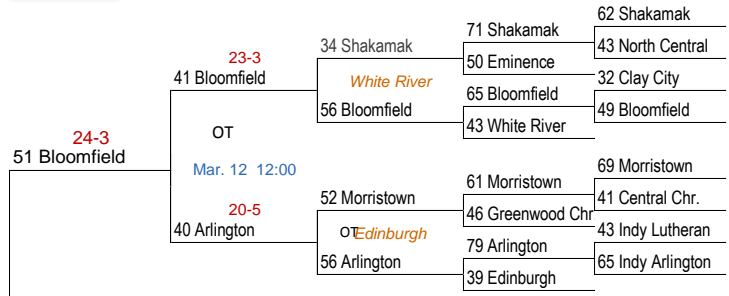 62 Shakamak
71 Shakamak
34 Shakamak
43 North Central
23-3
50 Eminence
41 Bloomfield
White River
32 Clay City
65 Bloomfield
56 Bloomfield
49 Bloomfield
43 White River
OT
24-3
51 Bloomfield
Mar. 12 12:00
69 Morristown
61 Morristown
52 Morristown
41 Central Chr.
20-5
46 Greenwood Chr
40 Arlington
OT
Edinburgh
43 Indy Lutheran
79 Arlington
56 Arlington
65 Indy Arlington
39 Edinburgh